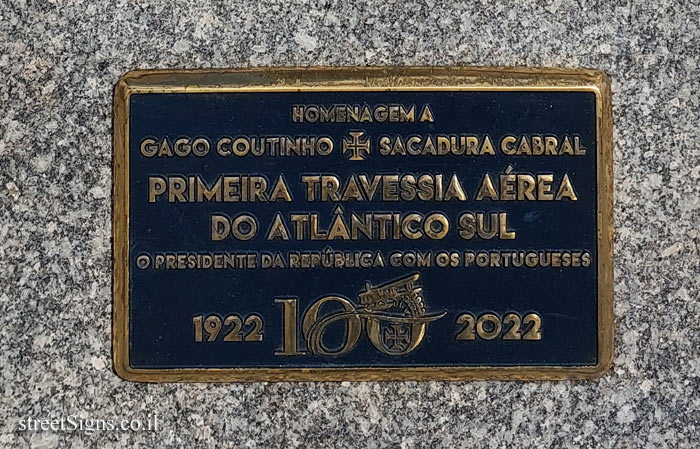 HOMENAGEM A
GAGO COUTINHO ✠ SACADURA CABRAL
PRIMEIRA TRAVESSIA AÉREA
DO ATLÂNTICO SUL
O PRESIDENTE DA REPÚBLICA COM OS PORTUGUESES
1922 100 2022
streetSigns.co.il